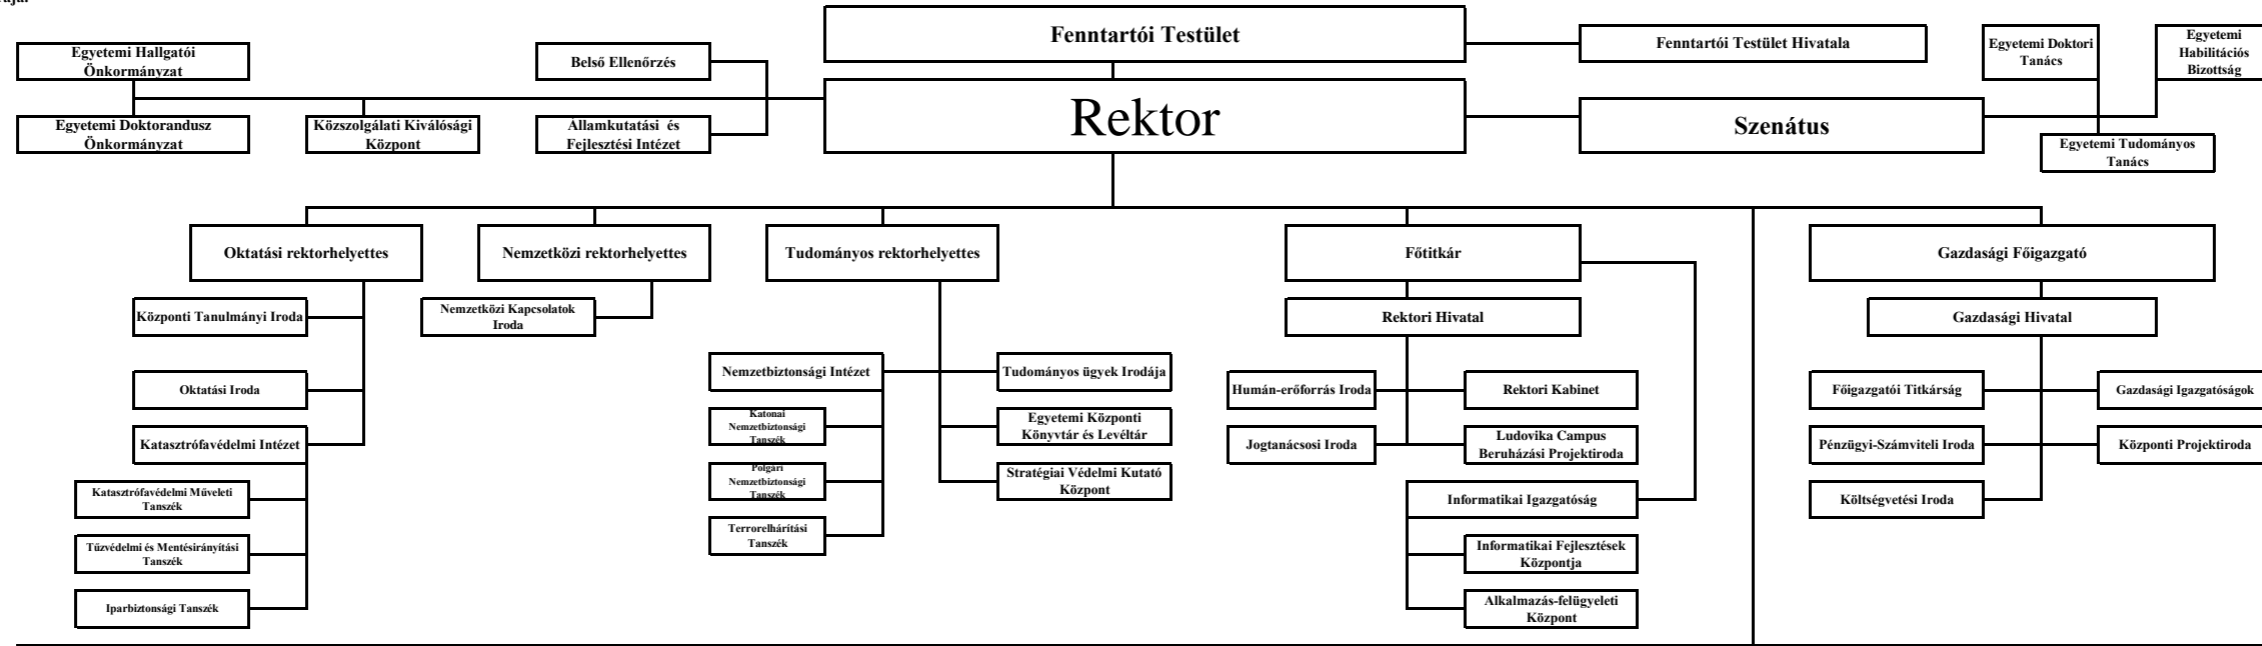 Fenntartói Testület
Fenntartói Testület Hivatala
Egyetemi Hallgatói
Önkormányzat
Belső Ellenőrzés
Egyetemi Doktori
Tanács
Egyetemi
Habilitációs
Bizottság
Rektor
Szenátus
Egyetemi Doktorandusz
Önkormányzat
Közszolgálati Kiválósági
Központ
Államkutatási és
Fejlesztési Intézet
Egyetemi Tudományos
Tanács
Oktatási rektorhelyettes
Nemzetközi rektorhelyettes
Tudományos rektorhelyettes
Főtitkár
Gazdasági Főigazgató
Központi Tanulmányi Iroda
Nemzetközi Kapcsolatok
Iroda
Rektori Hivatal
Gazdasági Hivatal
Oktatási Iroda
Nemzetbiztonsági Intézet
Tudományos ügyek Irodája
Humán-erőforrás Iroda
Rektori Kabinet
Főigazgatói Titkárság
Gazdasági Igazgatóságok
Katasztrófavédelmi Intézet
Katonai
Nemzetbiztonsági
Tanszék
Egyetemi Központi
Könyvtár és Levéltár
Jogtanácsosi Iroda
Ludovika Campus
Beruházási Projektiroda
Pénzügyi-Számviteli Iroda
Központi Projektiroda
Katasztrófavédelmi Műveleti
Tanszék
Polgári
Nemzetbiztonsági
Tanszék
Stratégiai Védelmi Kutató
Központ
Informatikai Igazgatóság
Költségvetési Iroda
Tűzvédelmi és Mentésirányítási
Tanszék
Terrorelhárítási
Tanszék
Informatikai Fejlesztések
Központja
Iparbiztonsági Tanszék
Alkalmazás-felügyeleti
Központ